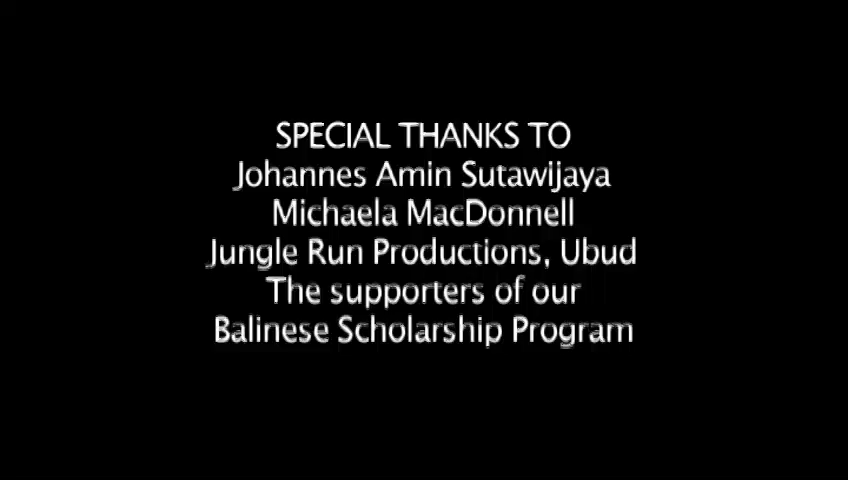 SPECIAL THANKS TO
Johannes Amin Sutawijaya
Michaela MacDonnell
Jungle Run Productions, Ubud
The supporters of our
Balinese Scholarship Program